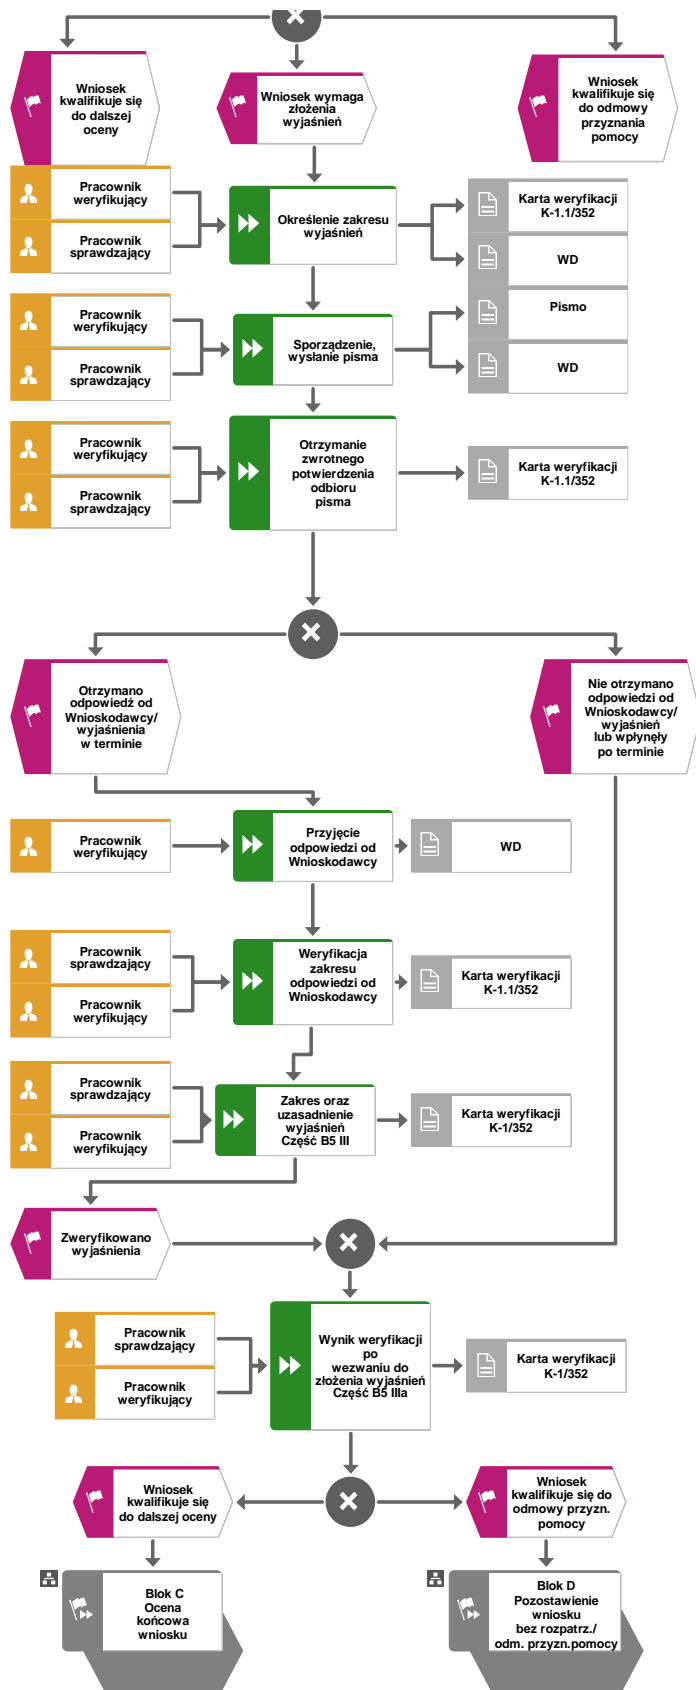 Wniosek
kwalifikuje się
do dalszej
oceny
Wniosek wymaga
złożenia
wyjaśnień
Wniosek
kwalifikuje się
do odmowy
przyznania
pomocy
Pracownik
weryfikujący
Pracownik
sprawdzający
Określenie zakresu
wyjaśnień
Karta weryfikacji
K-1.1/352
WD
Pracownik
weryfikujący
Pracownik
sprawdzający
Sporządzenie,
wysłanie pisma
Pismo
WD
Pracownik
weryfikujący
Pracownik
sprawdzający
Otrzymanie
zwrotnego
potwierdzenia
odbioru
pisma
Karta weryfikacji
K-1.1/352
Otrzymano
odpowiedź od
Wnioskodawcy/
wyjaśnienia
w terminie
Nie otrzymano
odpowiedzi od
Wnioskodawcy/
wyjaśnień
lub wpłynęły
po terminie
Pracownik
weryfikujący
Przyjęcie
odpowiedzi od
Wnioskodawcy
WD
Pracownik
sprawdzający
Pracownik
weryfikujący
Weryfikacja
zakresu
odpowiedzi od
Wnioskodawcy
Karta weryfikacji
K-1.1/352
Pracownik
sprawdzający
Pracownik
weryfikujący
Zakres oraz
uzasadnienie
wyjaśnień
Część B5 III
Karta weryfikacji
K-1/352
Zweryfikowano
wyjaśnienia
Pracownik
sprawdzający
Pracownik
weryfikujący
Wynik weryfikacji
po
wezwaniu do
złożenia wyjaśnień
Część B5 IIIa
Karta weryfikacji
K-1/352
Wniosek
kwalifikuje się
do dalszej oceny
Wniosek
kwalifikuje się do
odmowy przyzn.
pomocy
Blok C
Ocena
końcowa
wniosku
Blok D
Pozostawienie
wniosku
bez rozpatrz./
odm. przyzn.pomocy